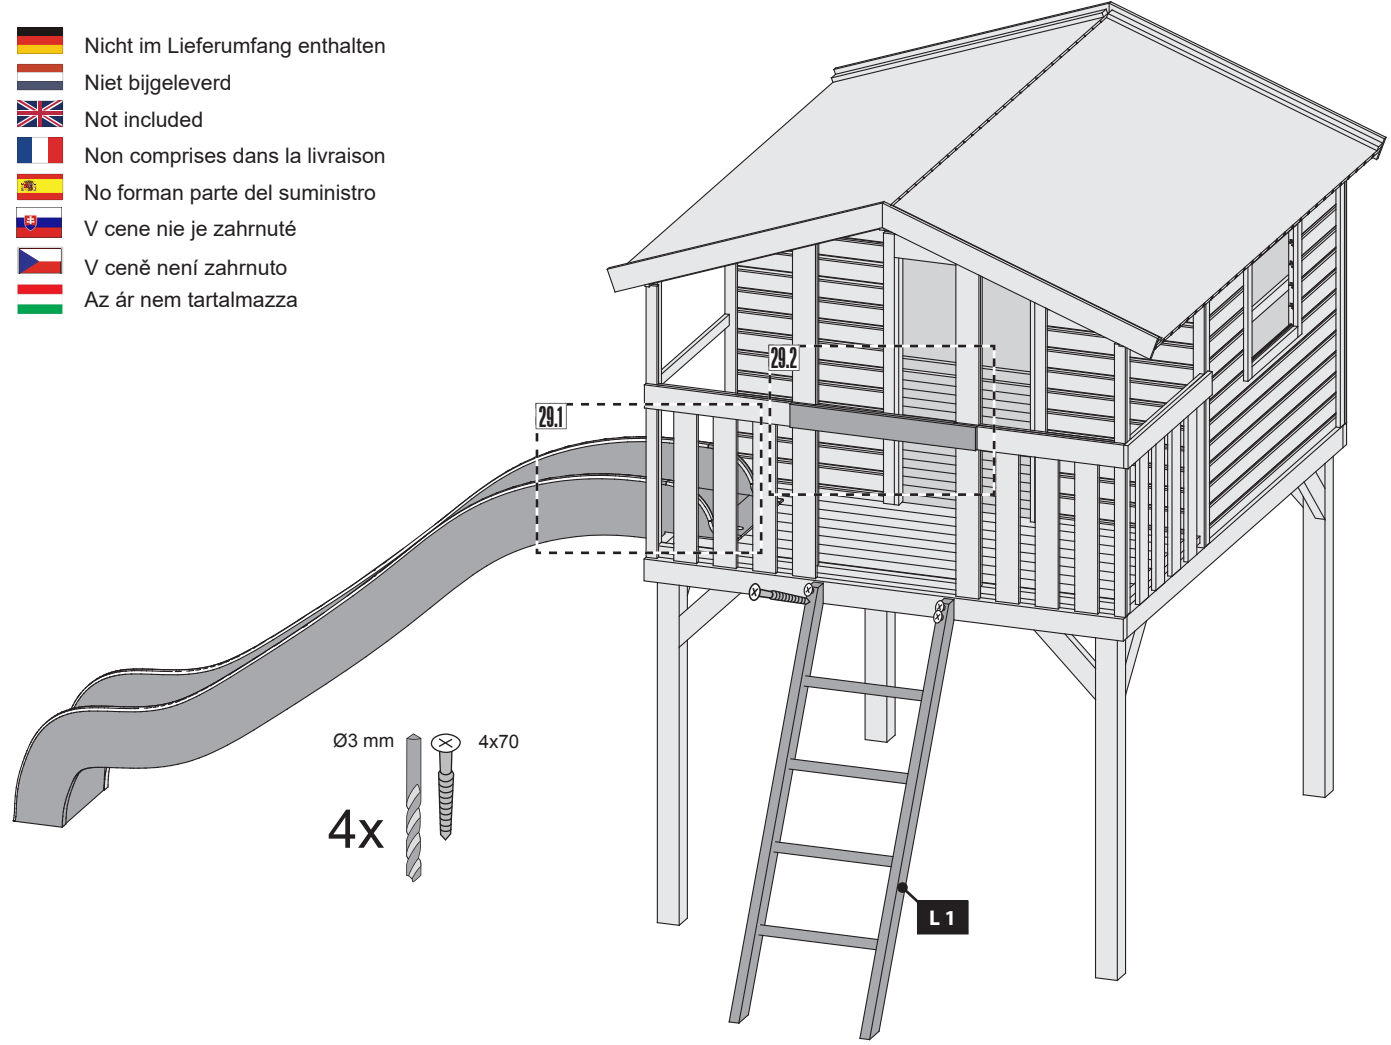 Nicht im Lieferumfang enthalten
Niet bijgeleverd
Not included
Non comprises dans la livraison
No forman parte del suministro
V cene nie je zahrnuté
V ceně není zahrnuto
Az ár nem tartalmazza
29.2
29.1
Ø3 mm
4x70
4x
L 1